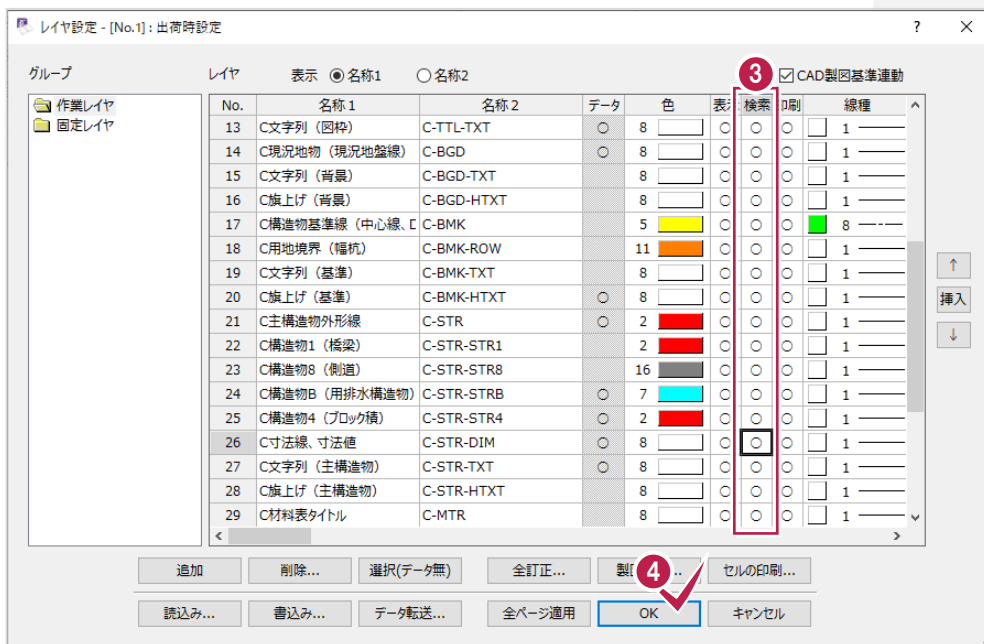 レイヤ設定 - [No.1] : 出荷時設定 ? ×
グループ レイヤ 表示 名称1 名称2 3 CAD製図基準連動
作業レイヤ
固定レイヤ
No. 名称1 名称2 データ 色 表示 検索 印刷 線種
13 C文字列（図枠） C-TTL-TXT ○ 8 ○ ○ ○ 1
14 C現況地物（現況地盤線） C-BGD ○ 8 ○ ○ ○ 1
15 C文字列（背景） C-BGD-TXT 8 ○ ○ ○ 1
16 C旗上げ（背景） C-BGD-HTXT 8 ○ ○ ○ 1
17 C構造物基準線（中心線、 C-BMK 5 ○ ○ ○ 8
18 C用地境界（幅杭） C-BMK-ROW 11 ○ ○ ○ 1
19 C文字列（基準） C-BMK-TXT 8 ○ ○ ○ 1
20 C旗上げ（基準） C-BMK-HTXT ○ 8 ○ ○ ○ 1
21 C主構造物外形線 C-STR ○ 2 ○ ○ ○ 1
22 C構造物1（橋梁） C-STR-STR1 2 ○ ○ ○ 1
23 C構造物8（側道） C-STR-STR8 16 ○ ○ ○ 1
24 C構造物B（用排水構造物） C-STR-STRB ○ 7 ○ ○ ○ 1
25 C構造物4（ブロック積） C-STR-STR4 ○ 2 ○ ○ ○ 1
26 C寸法線、寸法値 C-STR-DIM ○ 8 ○ ○ ○ 1
27 C文字列（主構造物） C-STR-TXT ○ 8 ○ ○ ○ 1
28 C旗上げ（主構造物） C-STR-HTXT 8 ○ ○ ○ 1
29 C材料表タイトル C-MTR 8 ○ ○ ○ 1
↑
挿入
↓
追加 削除... 選択(データ無) 全訂正... 製図 4 .. セルの印刷...
読込み... 書込み... データ転送... 全ページ適用 OK キャンセル